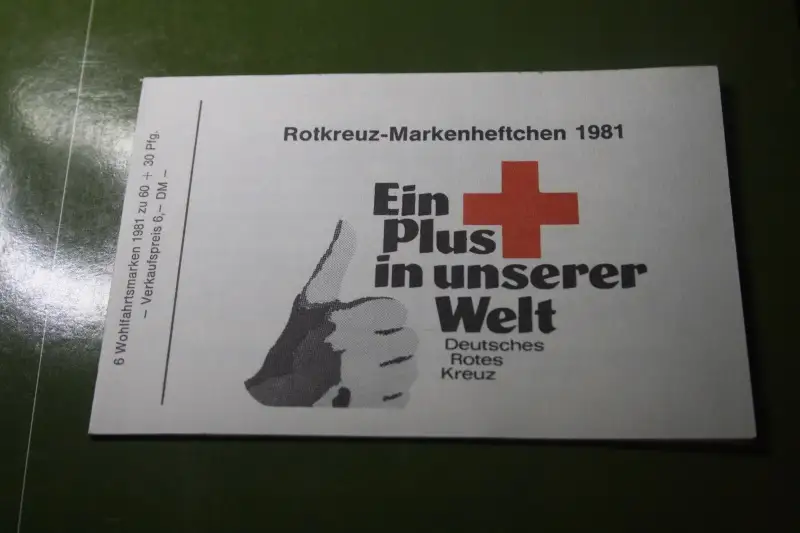 Rotkreuz-Markenheftchen 1981
Ein
Plus
in unserer
Welt
Deutsches
Rotes
Kreuz
6 Wohlfahrtsmarken 1981 zu 60 + 30 Pfg.
– Verkaufspreis 6,– DM –